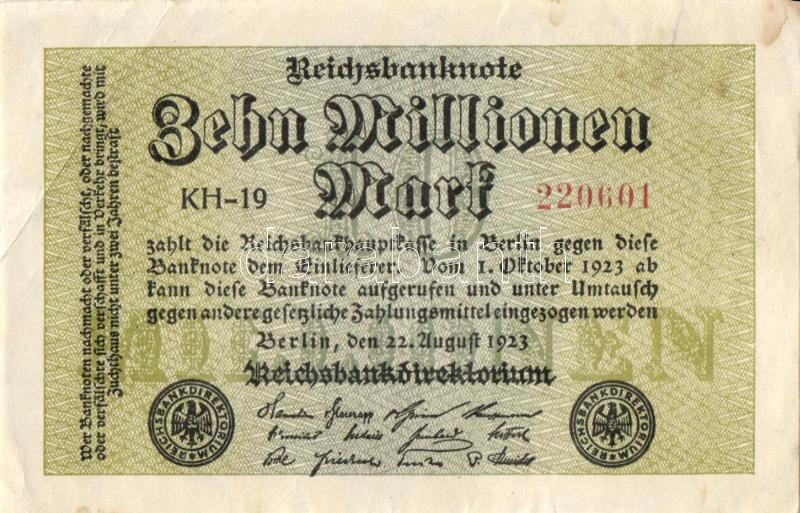 Reichsbanknote
Zehn Millionen
Mark
KH-19
220601
zahlt die Reichsbankhauptkasse in Berlin gegen diese
Banknote dem Einlieferer. Vom 1. Oktober 1923 ab
kann diese Banknote aufgerufen und unter Umtausch
gegen andere gesetzliche Zahlungsmittel eingezogen werden
Berlin, den 22. August 1923
Reichsbankdirektorium
REICHSBANKDIREKTORIUM
REICHSBANKDIREKTORIUM
Wer Banknoten nachmacht oder verfälscht, oder nachgemachte
oder verfälschte sich verschafft und in Verkehr bringt, wird mit
Zuchthaus nicht unter zwei Jahren bestraft